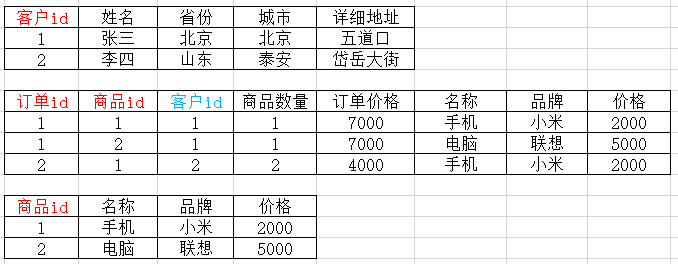 客户id 姓名 省份 城市 详细地址
1 张三 北京 北京 五道口
2 李四 山东 泰安 岱岳大街
订单id 商品id 客户id 商品数量 订单价格 名称 品牌 价格
1 1 1 1 7000 手机 小米 2000
1 2 1 1 7000 电脑 联想 5000
2 1 2 2 4000 手机 小米 2000
商品id 名称 品牌 价格
1 手机 小米 2000
2 电脑 联想 5000